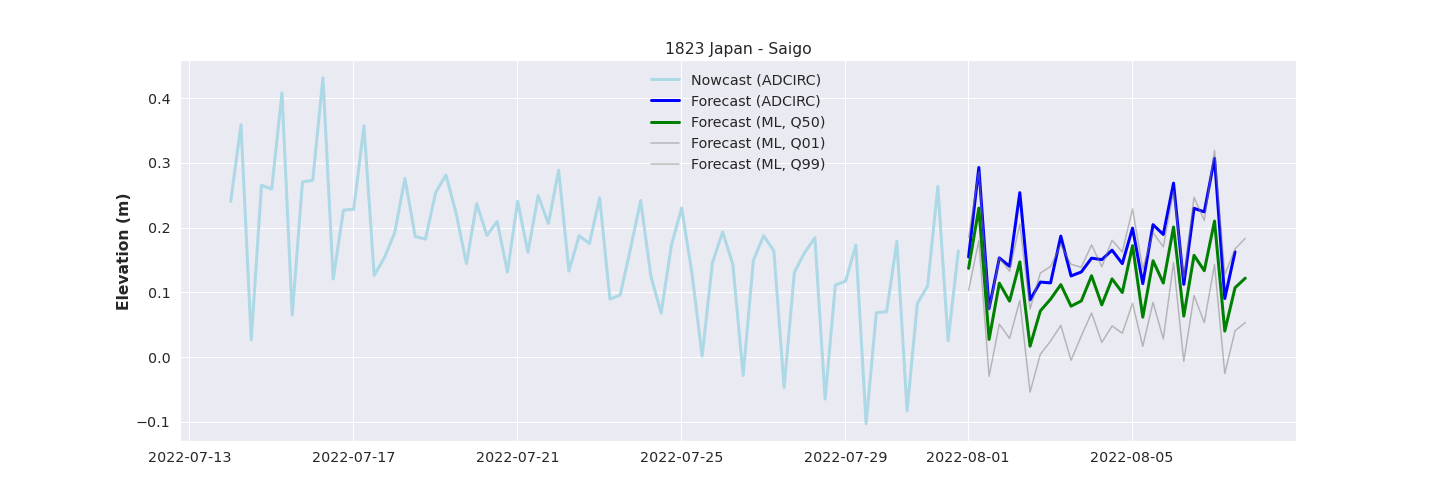 1823 Japan - Saigo
Nowcast (ADCIRC)
Forecast (ADCIRC)
Forecast (ML, Q50)
Forecast (ML, Q01)
Forecast (ML, Q99)
Elevation (m)
0.4
0.3
0.2
0.1
0.0
−0.1
2022-07-13 2022-07-17 2022-07-21 2022-07-25 2022-07-29 2022-08-01 2022-08-05